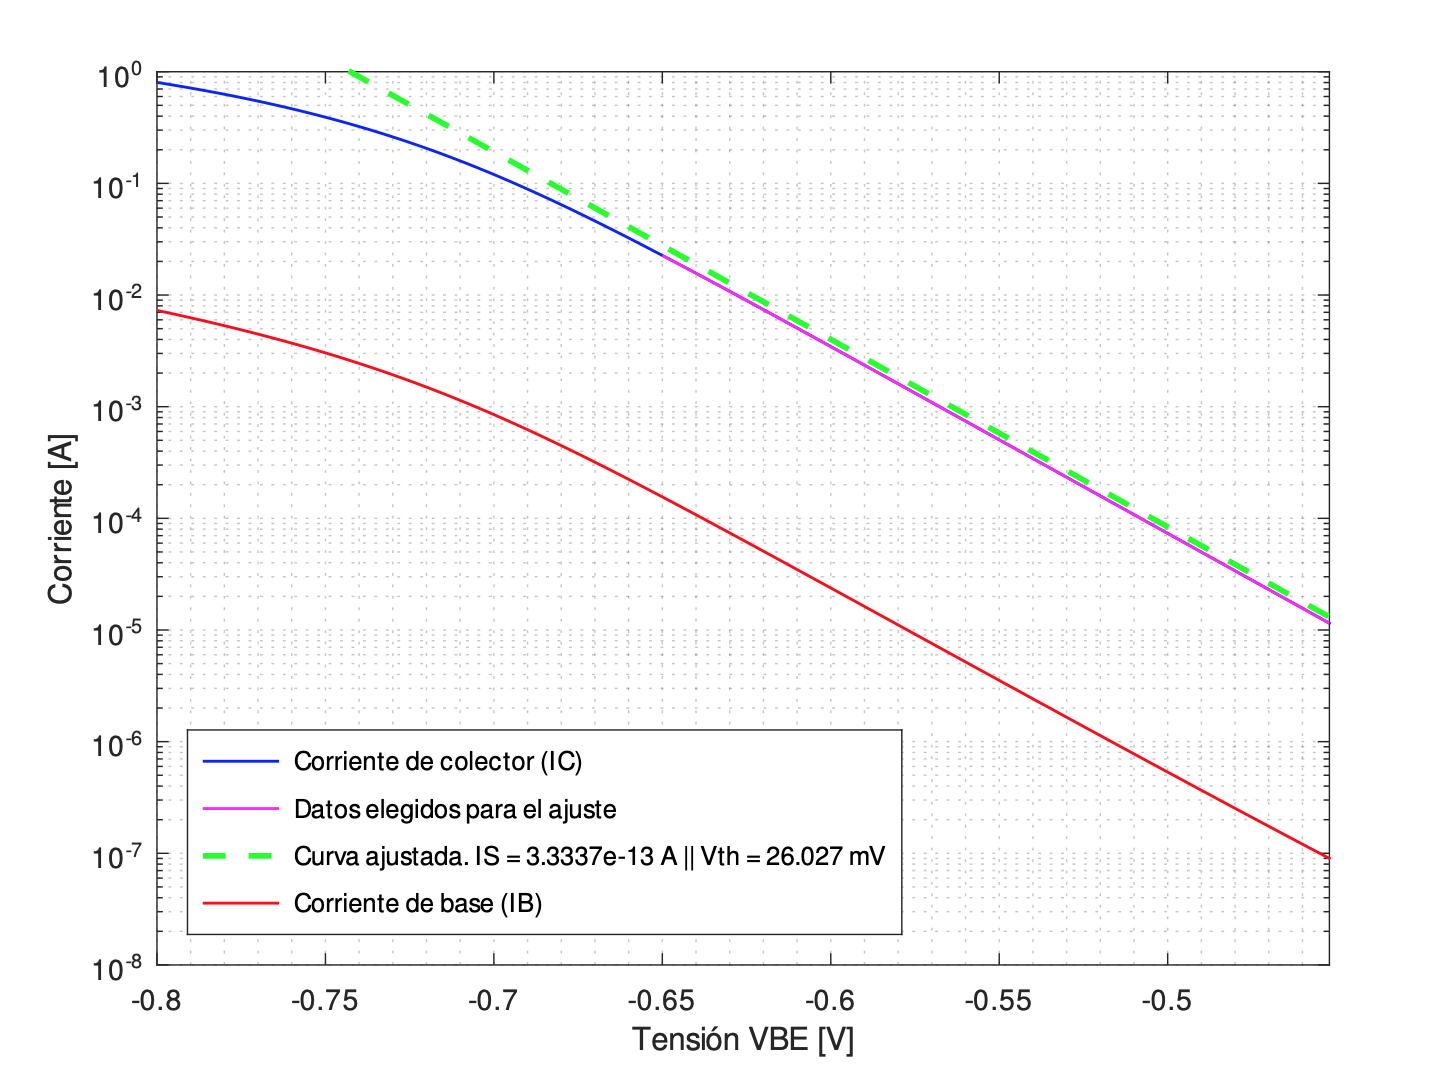 10^0
10^-1
10^-2
10^-3
10^-4
10^-5
10^-6
10^-7
10^-8
Corriente [A]
Corriente de colector (IC)
Datos elegidos para el ajuste
Curva ajustada. IS = 3.3337e-13 A || Vth = 26.027 mV
Corriente de base (IB)
-0.8 -0.75 -0.7 -0.65 -0.6 -0.55 -0.5
Tensión VBE [V]